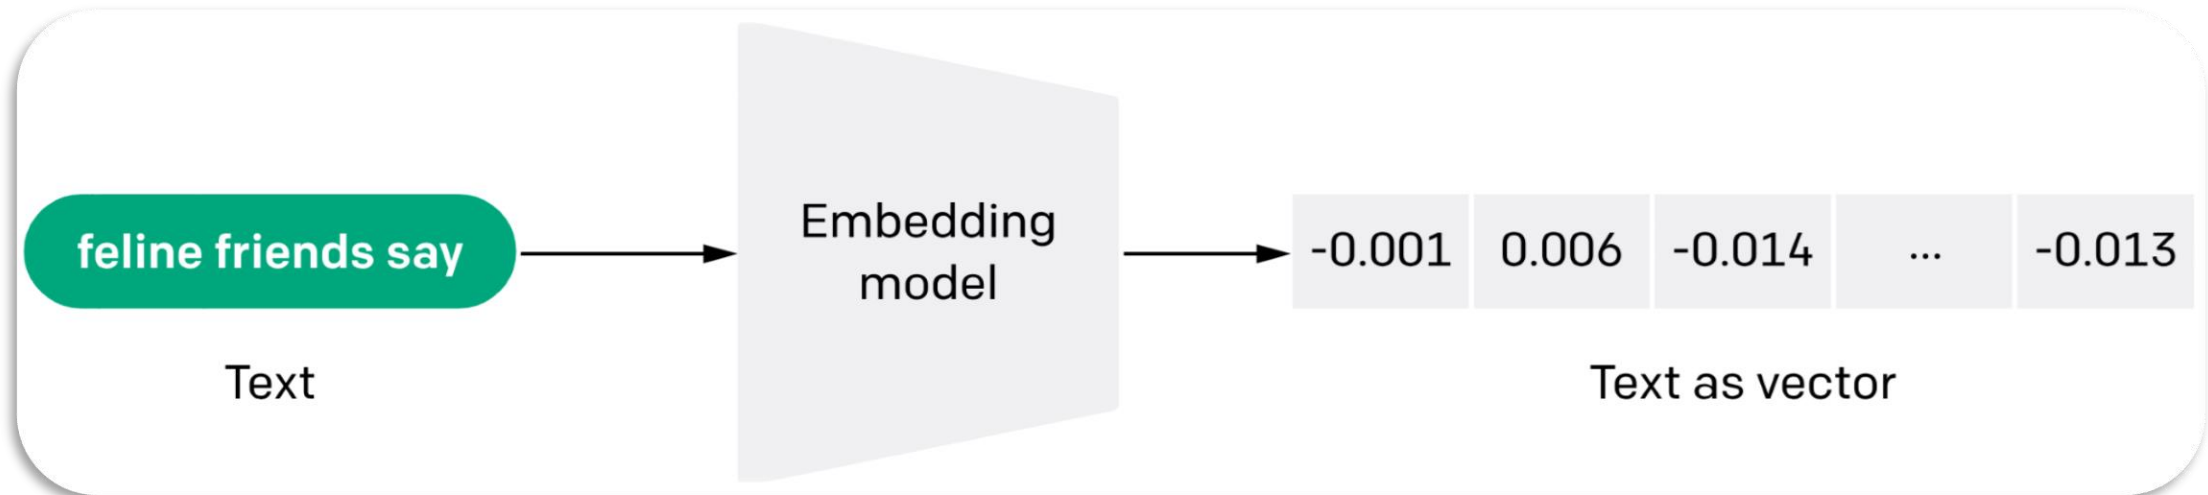 feline friends say
Text
Embedding
model
-0.001 0.006 -0.014 ... -0.013
Text as vector